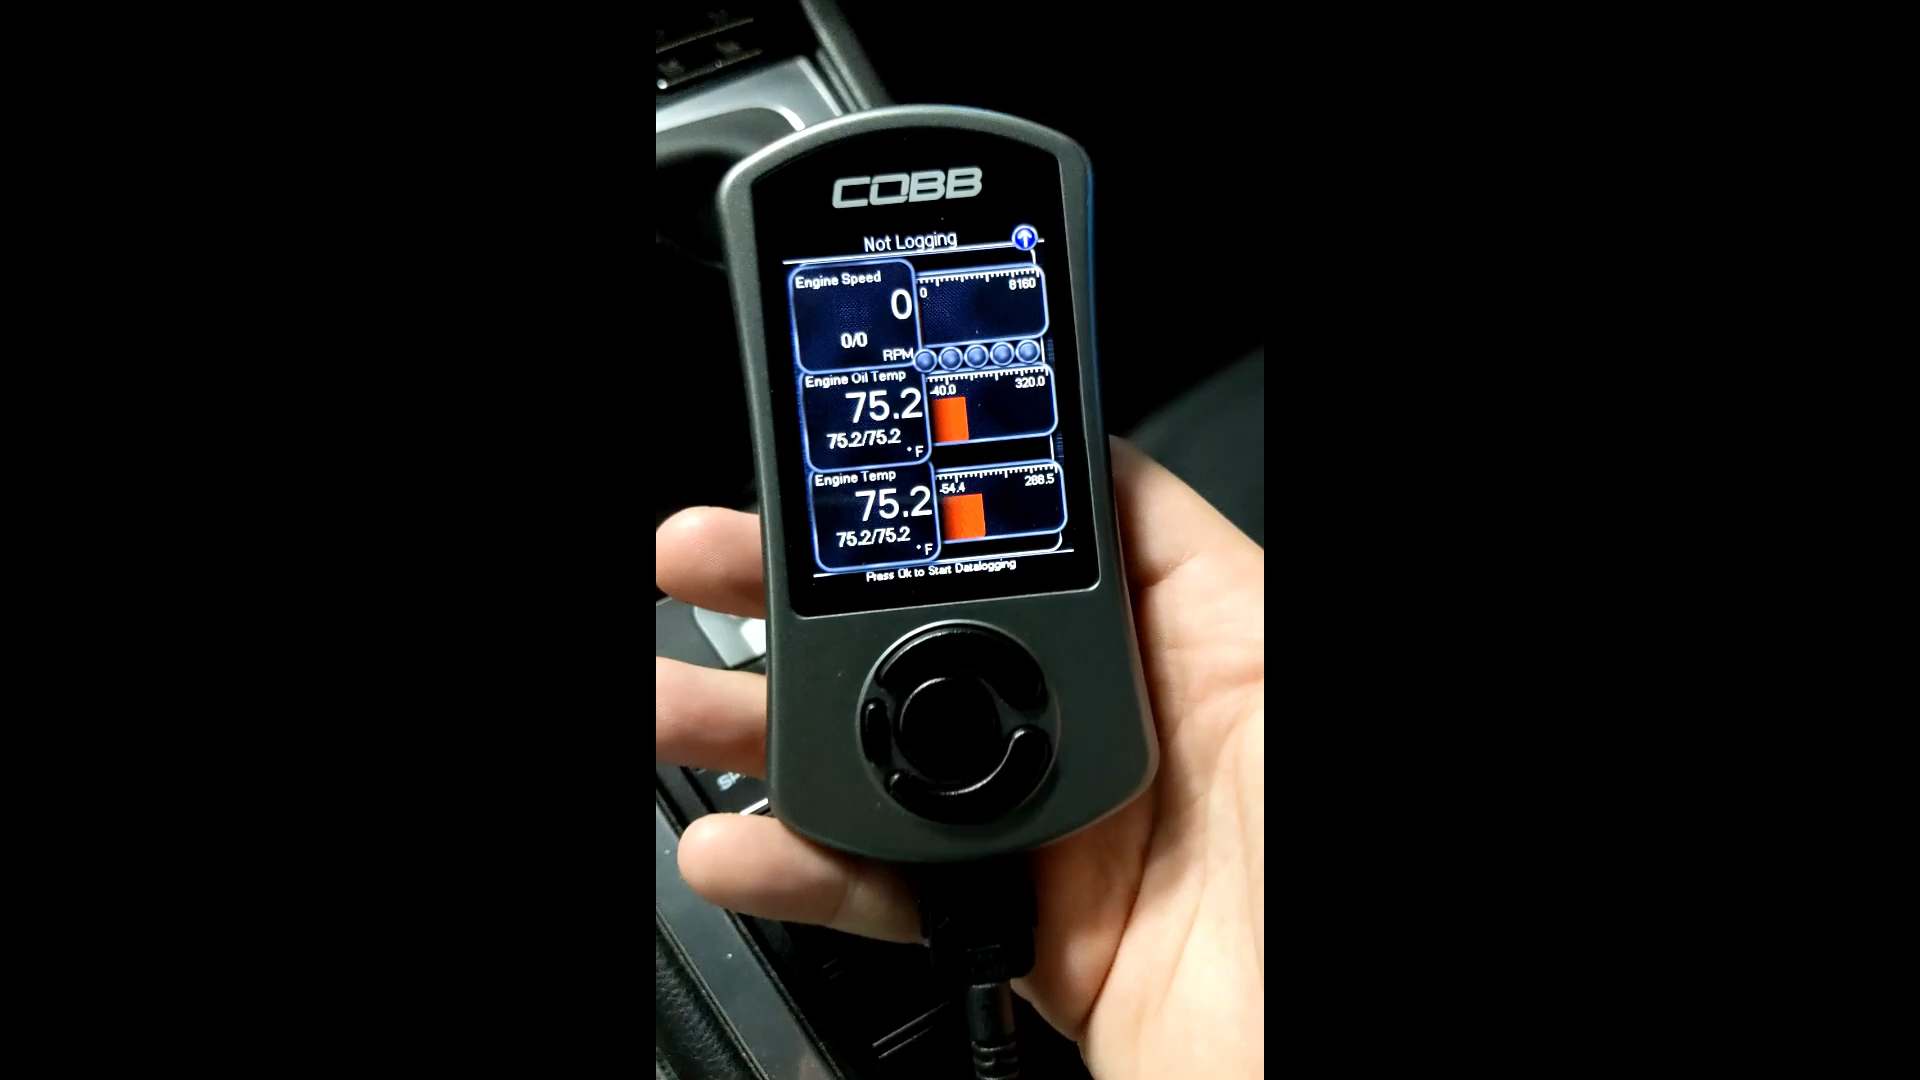 COBB
Not Logging
Engine Speed
0
0/0
RPM
0 8160
Engine Oil Temp
75.2
75.2/75.2
°F
-40.0 320.0
Engine Temp
75.2
75.2/75.2
°F
-54.4 288.5
Press Ok to Start Datalogging